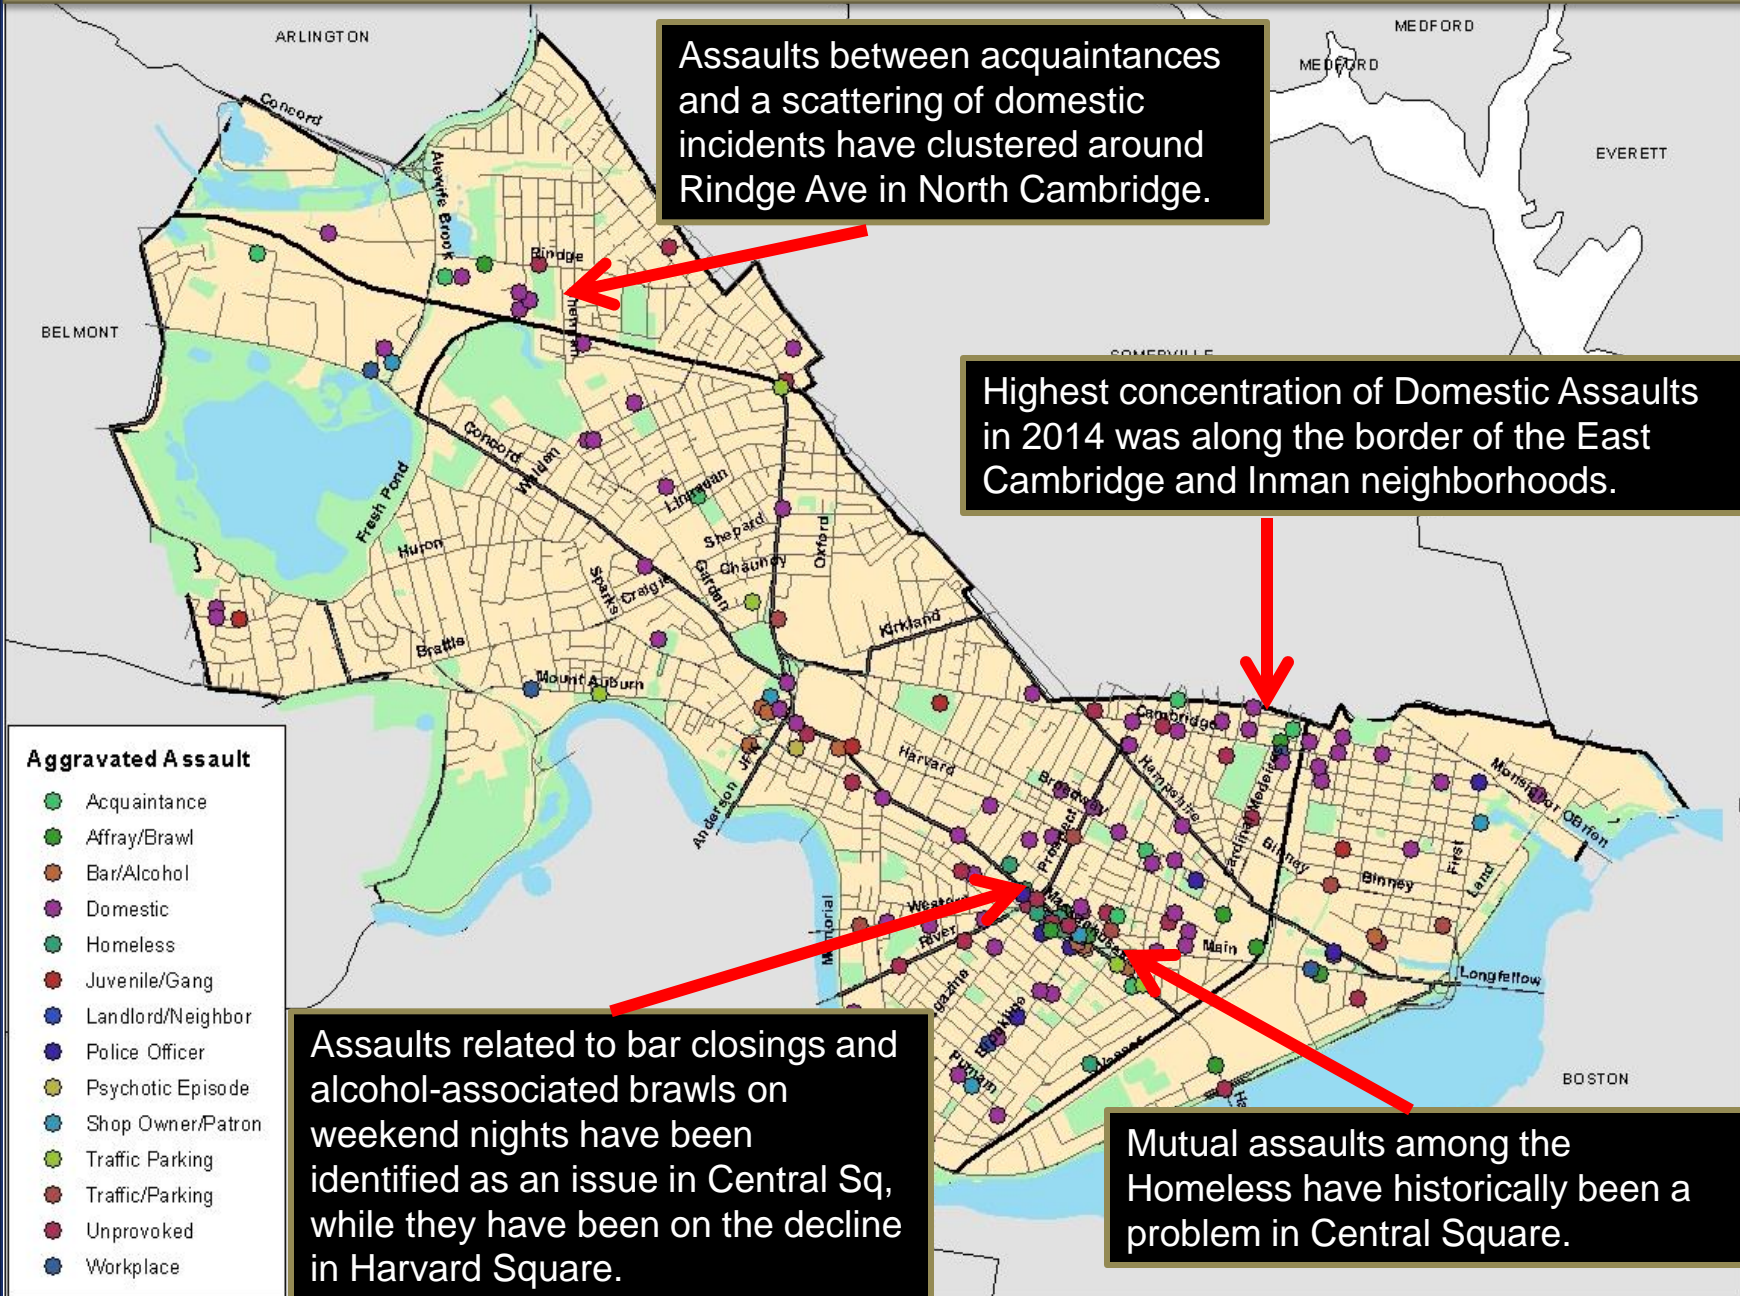 ARLINGTON
MEDFORD
MEDFORD
EVERETT
BELMONT
SOMERVILLE
BOSTON
Assaults between acquaintances
and a scattering of domestic
incidents have clustered around
Rindge Ave in North Cambridge.
Highest concentration of Domestic Assaults
in 2014 was along the border of the East
Cambridge and Inman neighborhoods.
Concord
Alewife Brook
Rindge
Concord
Walden
Fresh Pond
Huron
Linnaean
Shepard
Chauncy
Oxford
Garden
Sparks
Craigie
Kirkland
Brattle
Mount Auburn
JFK
Anderson
Harvard
Cambridge
Broadway
Hampshire
Prospect
Cardinal Medeiros
Binney
Binney
First
Land
Monsignor OBrien
Western
River
Memorial
Massachusetts
Main
Longfellow
Magazine
Brookline
Putnam
Vassar
Aggravated Assault
Acquaintance
Affray/Brawl
Bar/Alcohol
Domestic
Homeless
Juvenile/Gang
Landlord/Neighbor
Police Officer
Psychotic Episode
Shop Owner/Patron
Traffic Parking
Traffic/Parking
Unprovoked
Workplace
Assaults related to bar closings and
alcohol-associated brawls on
weekend nights have been
identified as an issue in Central Sq,
while they have been on the decline
in Harvard Square.
Mutual assaults among the
Homeless have historically been a
problem in Central Square.